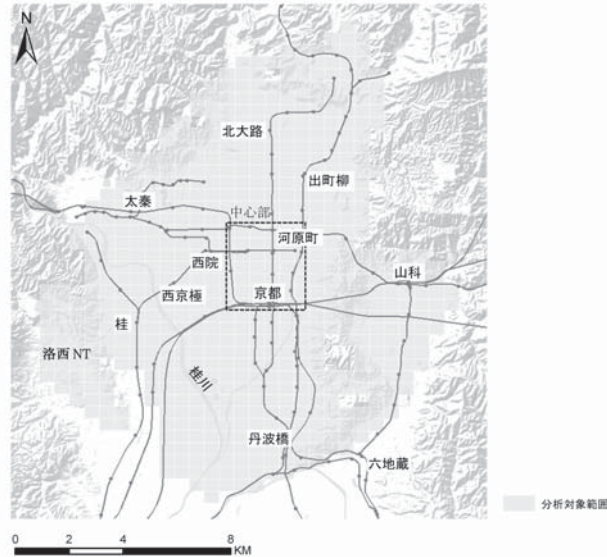 N
北大路
出町柳
太秦
中心部
河原町
西院
山科
西京極
京都
桂
洛西 NT
桂川
丹波橋
六地蔵
分析対象範囲
0 2 4 8
KM